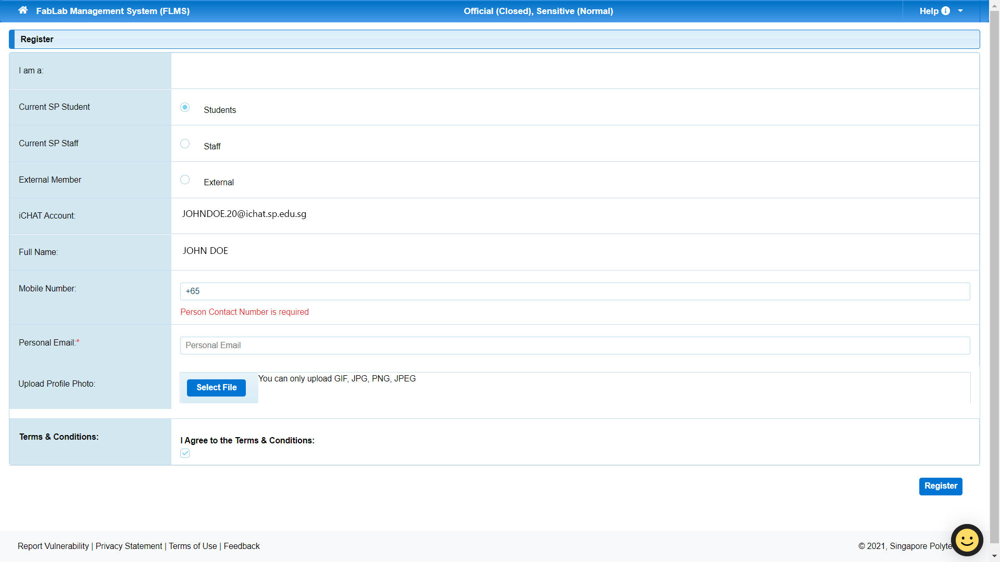 FabLab Management System (FLMS)
Official (Closed), Sensitive (Normal)
Help
Register
I am a:
Current SP Student
Students
Current SP Staff
Staff
External Member
External
iCHAT Account:
JOHNDOE.20@ichat.sp.edu.sg
Full Name:
JOHN DOE
Mobile Number:
+65
Person Contact Number is required
Personal Email:*
Personal Email
Upload Profile Photo:
Select File
You can only upload GIF, JPG, PNG, JPEG
Terms & Conditions:
I Agree to the Terms & Conditions:
Register
Report Vulnerability | Privacy Statement | Terms of Use | Feedback
© 2021, Singapore Polyte